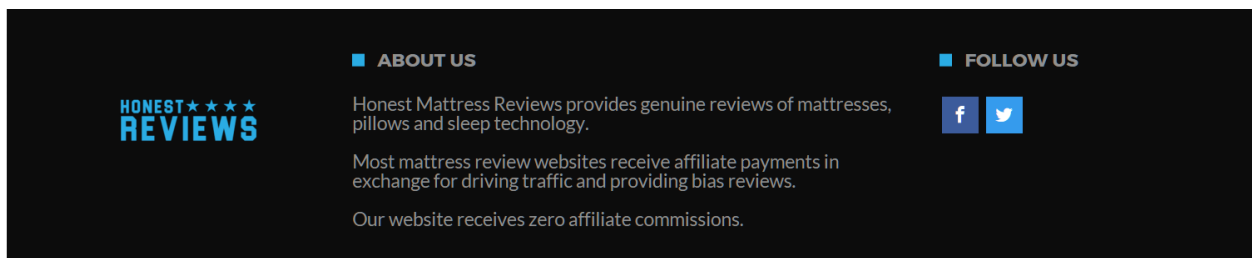 HONEST★★★★
REVIEWS
ABOUT US
Honest Mattress Reviews provides genuine reviews of mattresses,
pillows and sleep technology.
Most mattress review websites receive affiliate payments in
exchange for driving traffic and providing bias reviews.
Our website receives zero affiliate commissions.
FOLLOW US
f